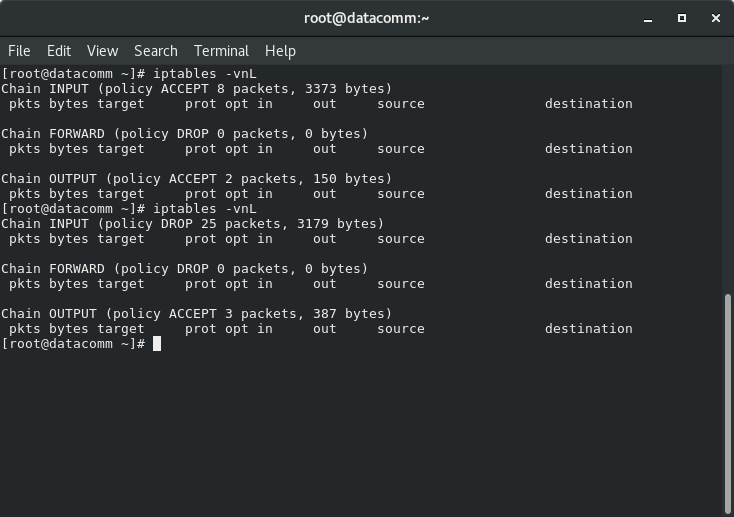 root@datacomm:~
File Edit View Search Terminal Help
[root@datacomm ~]# iptables -vnL
Chain INPUT (policy ACCEPT 8 packets, 3373 bytes)
 pkts bytes target     prot opt in     out     source               destination

Chain FORWARD (policy DROP 0 packets, 0 bytes)
 pkts bytes target     prot opt in     out     source               destination

Chain OUTPUT (policy ACCEPT 2 packets, 150 bytes)
 pkts bytes target     prot opt in     out     source               destination
[root@datacomm ~]# iptables -vnL
Chain INPUT (policy DROP 25 packets, 3179 bytes)
 pkts bytes target     prot opt in     out     source               destination

Chain FORWARD (policy DROP 0 packets, 0 bytes)
 pkts bytes target     prot opt in     out     source               destination

Chain OUTPUT (policy ACCEPT 3 packets, 387 bytes)
 pkts bytes target     prot opt in     out     source               destination
[root@datacomm ~]#